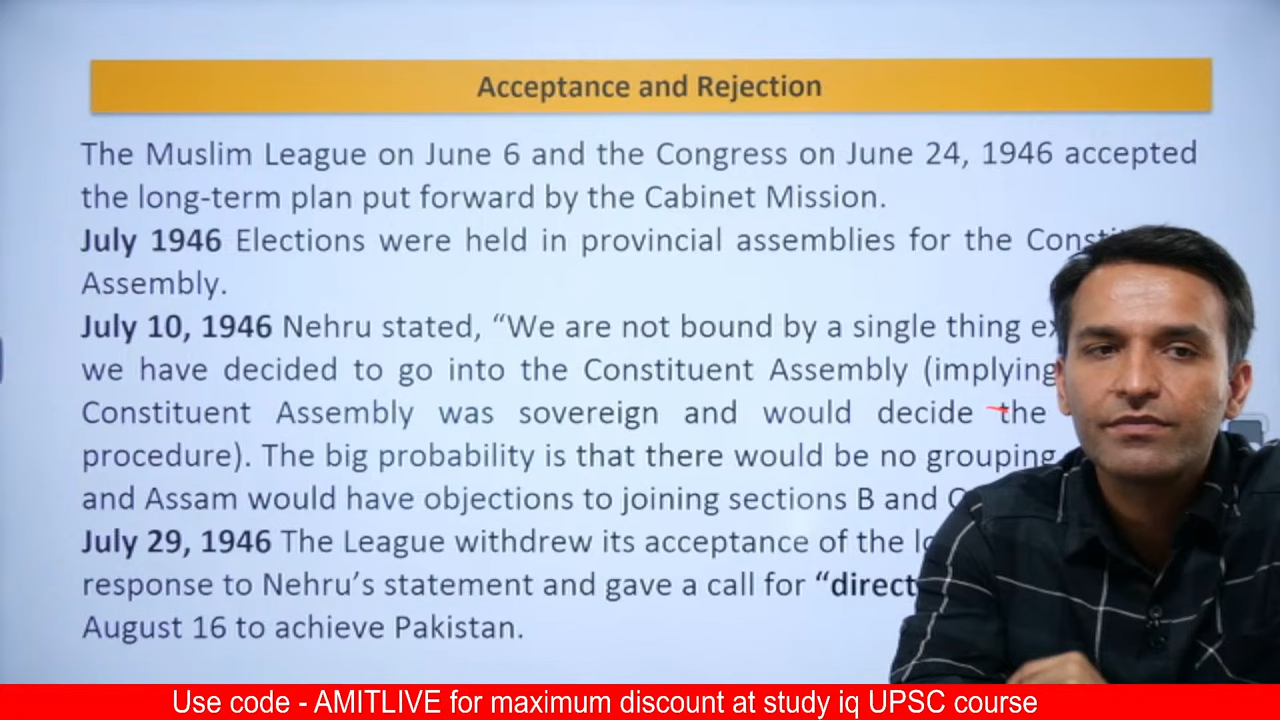 Acceptance and Rejection
The Muslim League on June 6 and the Congress on June 24, 1946 accepted
the long-term plan put forward by the Cabinet Mission.
July 1946 Elections were held in provincial assemblies for the
Assembly.
July 10, 1946 Nehru stated, “We are not bound by a single thing
we have decided to go into the Constituent Assembly (implying
Constituent Assembly was sovereign and would decide the
procedure). The big probability is that there would be no grouping
and Assam would have objections to joining sections B and
July 29, 1946 The League withdrew its acceptance of the
response to Nehru’s statement and gave a call for “direct
August 16 to achieve Pakistan.
Use code - AMITLIVE for maximum discount at study iq UPSC course